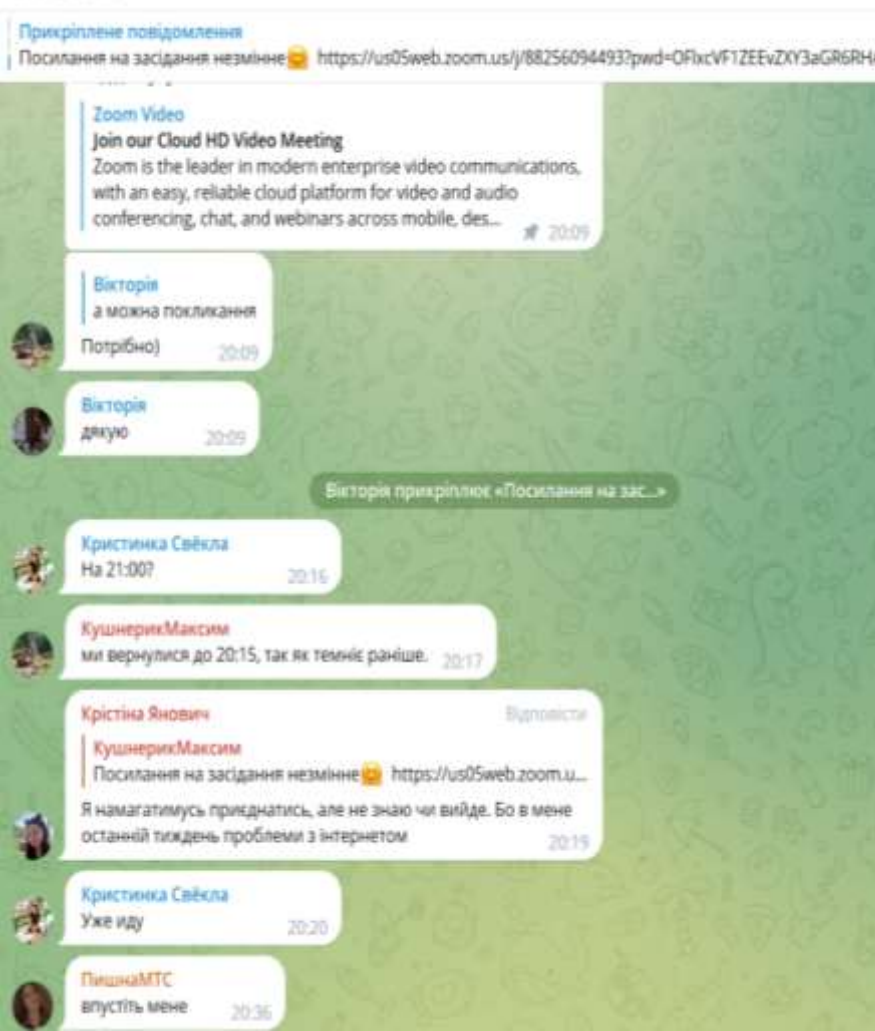 Прикріплене повідомлення
Посилання на засідання незмінне🙂 https://us05web.zoom.us/j/88256094493?pwd=OFlxcVF1ZEEvZXY3aGR6RH
Zoom Video
Join our Cloud HD Video Meeting
Zoom is the leader in modern enterprise video communications,
with an easy, reliable cloud platform for video and audio
conferencing, chat, and webinars across mobile, des...
20:09
Вікторія
а можна покликання
Потрібно)
20:09
Вікторія
дякую
20:09
Вікторія прикріплює «Посилання на зас...»
Кристинка Свёкла
На 21:00?
20:16
КушнерикМаксим
ми вернулися до 20:15, так як темніє раніше.
20:17
Крістіна Янович
Відповісти
КушнерикМаксим
Посилання на засідання незмінне🙂 https://us05web.zoom.u...
Я намагатимусь приєднатись, але не знаю чи вийде. Бо в мене
останній тиждень проблеми з інтернетом
20:19
Кристинка Свёкла
Уже иду
20:20
ПишнаМТС
впустіть мене
20:36